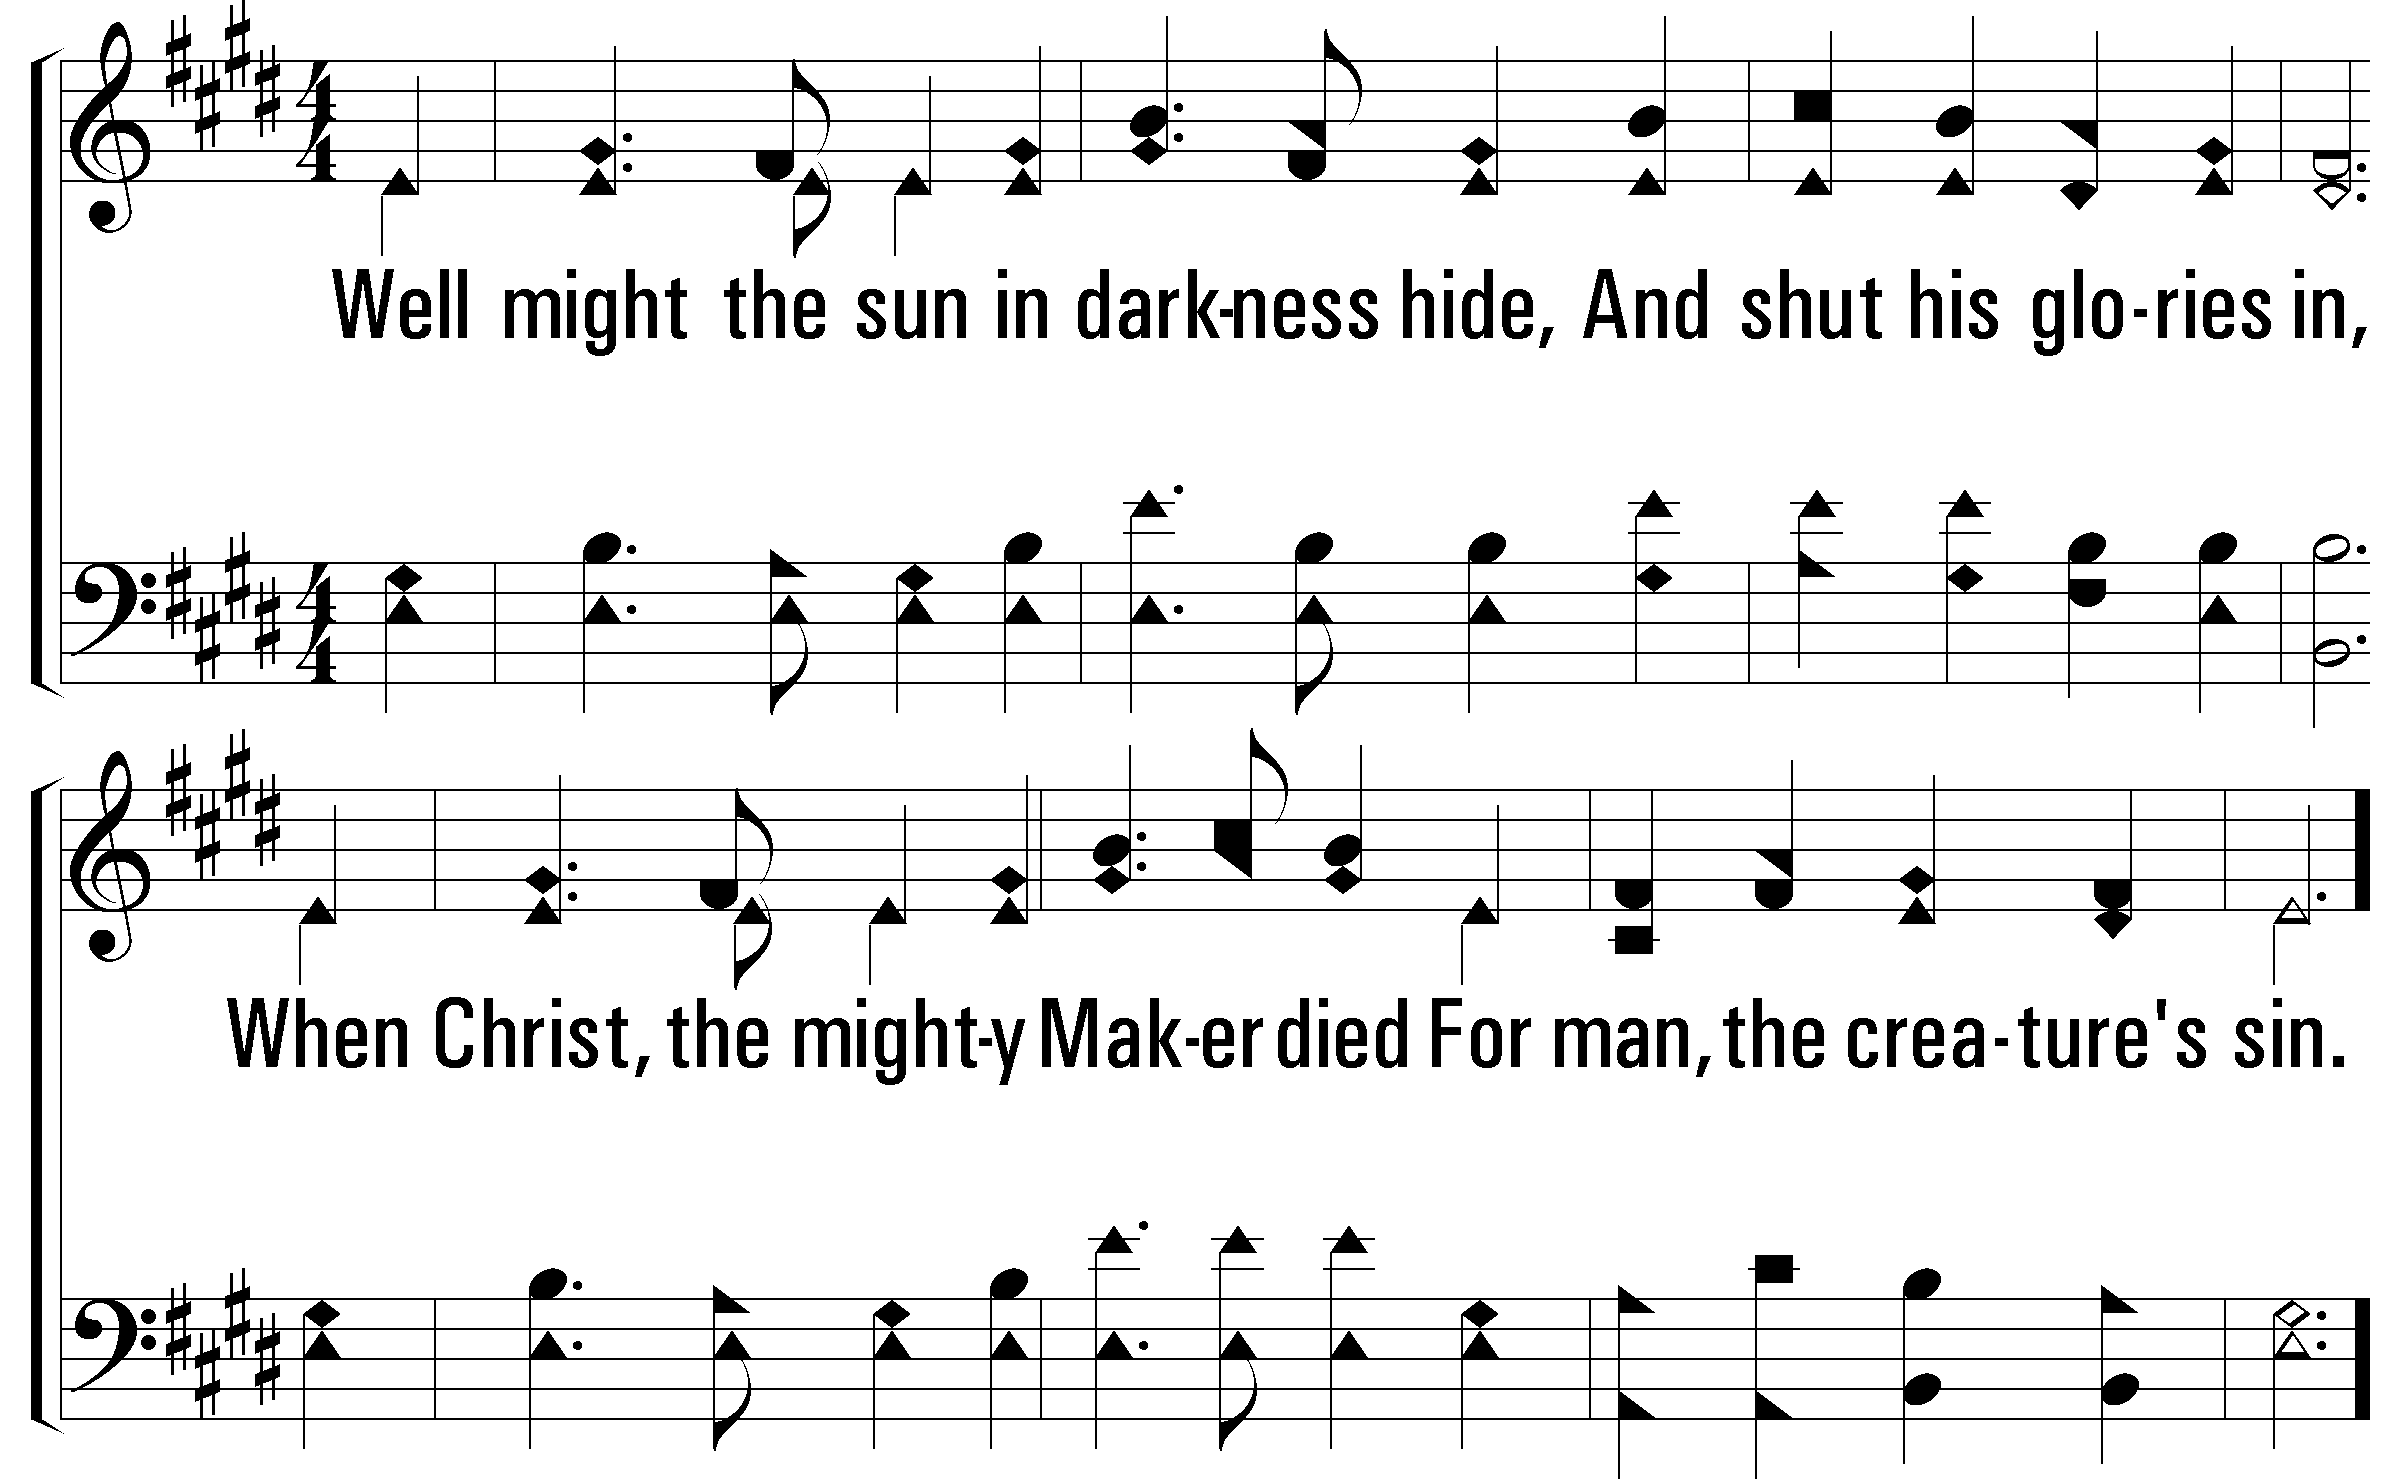 Well might the sun in dark-ness hide, And shut his glo-ries in,
When Christ, the might-y Mak-er died For man, the crea-ture's sin.